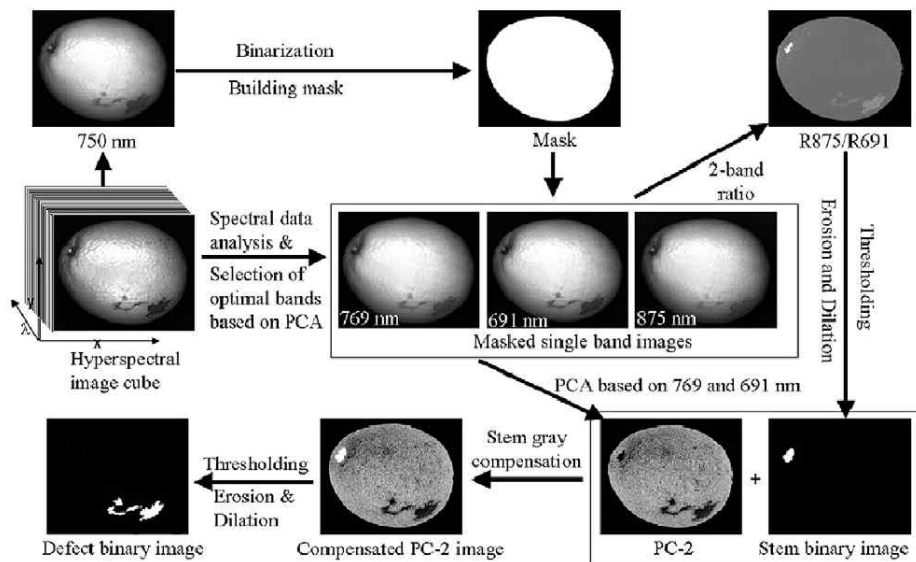 Binarization
Building mask
750 nm
Mask
R875/R691
2-band
ratio
Spectral data
analysis &
Selection of
optimal bands
based on PCA
769 nm
691 nm
875 nm
Masked single band images
Thresholding
Erosion and Dilation
y
λ
x
Hyperspectral
image cube
PCA based on 769 and 691 nm
Stem gray
compensation
Thresholding
Erosion &
Dilation
+
Defect binary image
Compensated PC-2 image
PC-2
Stem binary image